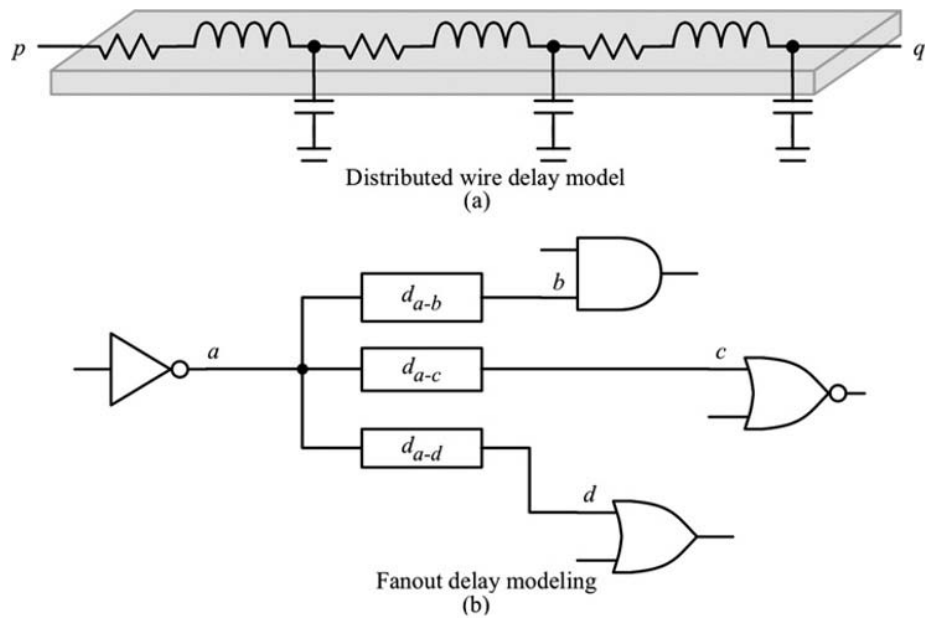 p
q
Distributed wire delay model
(a)
b
d_{a-b}
a
c
d_{a-c}
d_{a-d}
d
Fanout delay modeling
(b)